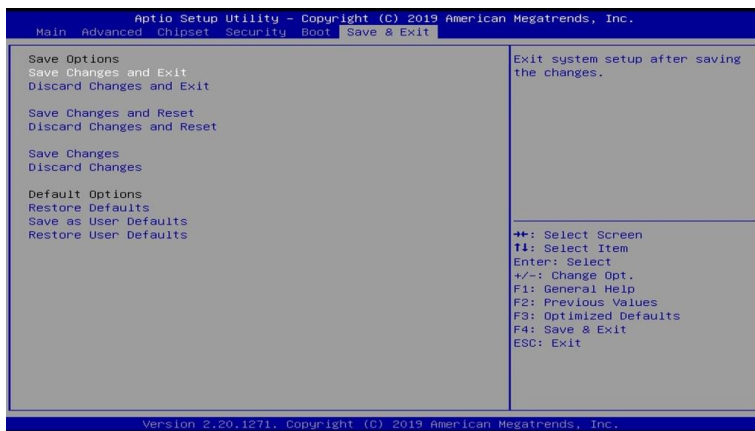 Aptio Setup Utility – Copyright (C) 2019 American Megatrends, Inc.
Main Advanced Chipset Security Boot Save & Exit
Save Options
Save Changes and Exit
Discard Changes and Exit
Save Changes and Reset
Discard Changes and Reset
Save Changes
Discard Changes
Default Options
Restore Defaults
Save as User Defaults
Restore User Defaults
Exit system setup after saving
the changes.
→←: Select Screen
↑↓: Select Item
Enter: Select
+/-: Change Opt.
F1: General Help
F2: Previous Values
F3: Optimized Defaults
F4: Save & Exit
ESC: Exit
Version 2.20.1271. Copyright (C) 2019 American Megatrends, Inc.